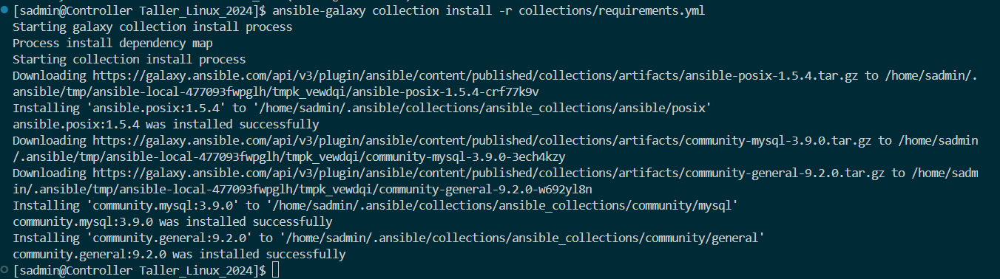 [sadmin@Controller Taller_Linux_2024]$ ansible-galaxy collection install -r collections/requirements.yml
Starting galaxy collection install process
Process install dependency map
Starting collection install process
Downloading https://galaxy.ansible.com/api/v3/plugin/ansible/content/published/collections/artifacts/ansible-posix-1.5.4.tar.gz to /home/sadmin/.
ansible/tmp/ansible-local-477093fwpglh/tmpk_vewdqi/ansible-posix-1.5.4-crf77k9v
Installing 'ansible.posix:1.5.4' to '/home/sadmin/.ansible/collections/ansible_collections/ansible/posix'
ansible.posix:1.5.4 was installed successfully
Downloading https://galaxy.ansible.com/api/v3/plugin/ansible/content/published/collections/artifacts/community-mysql-3.9.0.tar.gz to /home/sadmin
/.ansible/tmp/ansible-local-477093fwpglh/tmpk_vewdqi/community-mysql-3.9.0-3ech4kzy
Downloading https://galaxy.ansible.com/api/v3/plugin/ansible/content/published/collections/artifacts/community-general-9.2.0.tar.gz to /home/sadm
in/.ansible/tmp/ansible-local-477093fwpglh/tmpk_vewdqi/community-general-9.2.0-w692yl8n
Installing 'community.mysql:3.9.0' to '/home/sadmin/.ansible/collections/ansible_collections/community/mysql'
community.mysql:3.9.0 was installed successfully
Installing 'community.general:9.2.0' to '/home/sadmin/.ansible/collections/ansible_collections/community/general'
community.general:9.2.0 was installed successfully
[sadmin@Controller Taller_Linux_2024]$